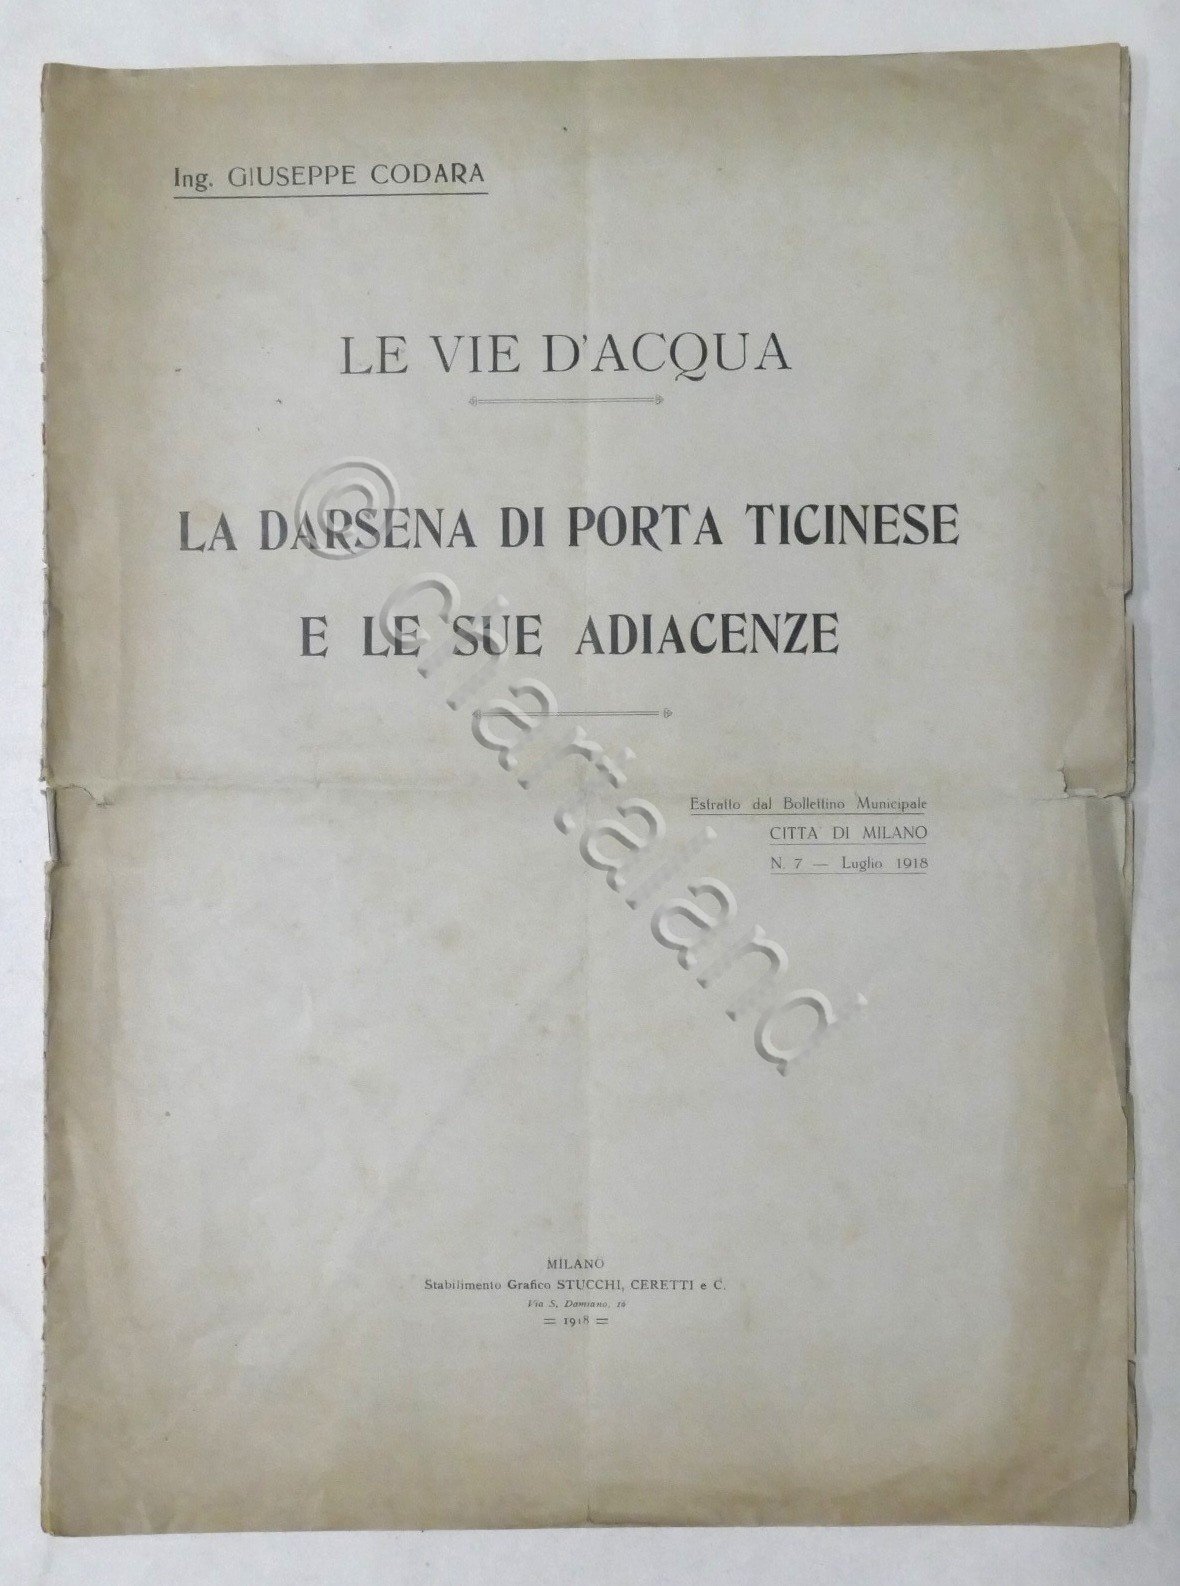 Ing. GIUSEPPE CODARA
LE VIE D'ACQUA
LA DARSENA DI PORTA TICINESE
E LE SUE ADIACENZE
Estratto dal Bollettino Municipale
CITTA' DI MILANO
N. 7 — Luglio 1918
MILANO
Stabilimento Grafico STUCCHI, CERETTI e C.
Via S. Damiano, 16
= 1918 =
© chartaland